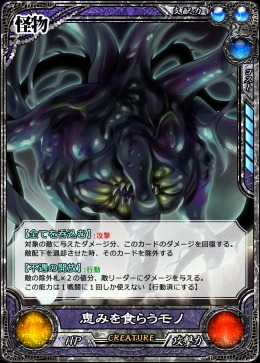 怪物
コスト
【全てを呑込む】:攻撃
対象の敵に与えたダメージ分、このカードのダメージを回復する。
敵配下を退却させた時、そのカードを除外する
:行動
敵の除外札×2の値分、敵リーダーにダメージを与える。
この能力は1戦闘に1回しか使えない【行動済にする】
恵みを食らうモノ
HP
CREATURE
攻撃力